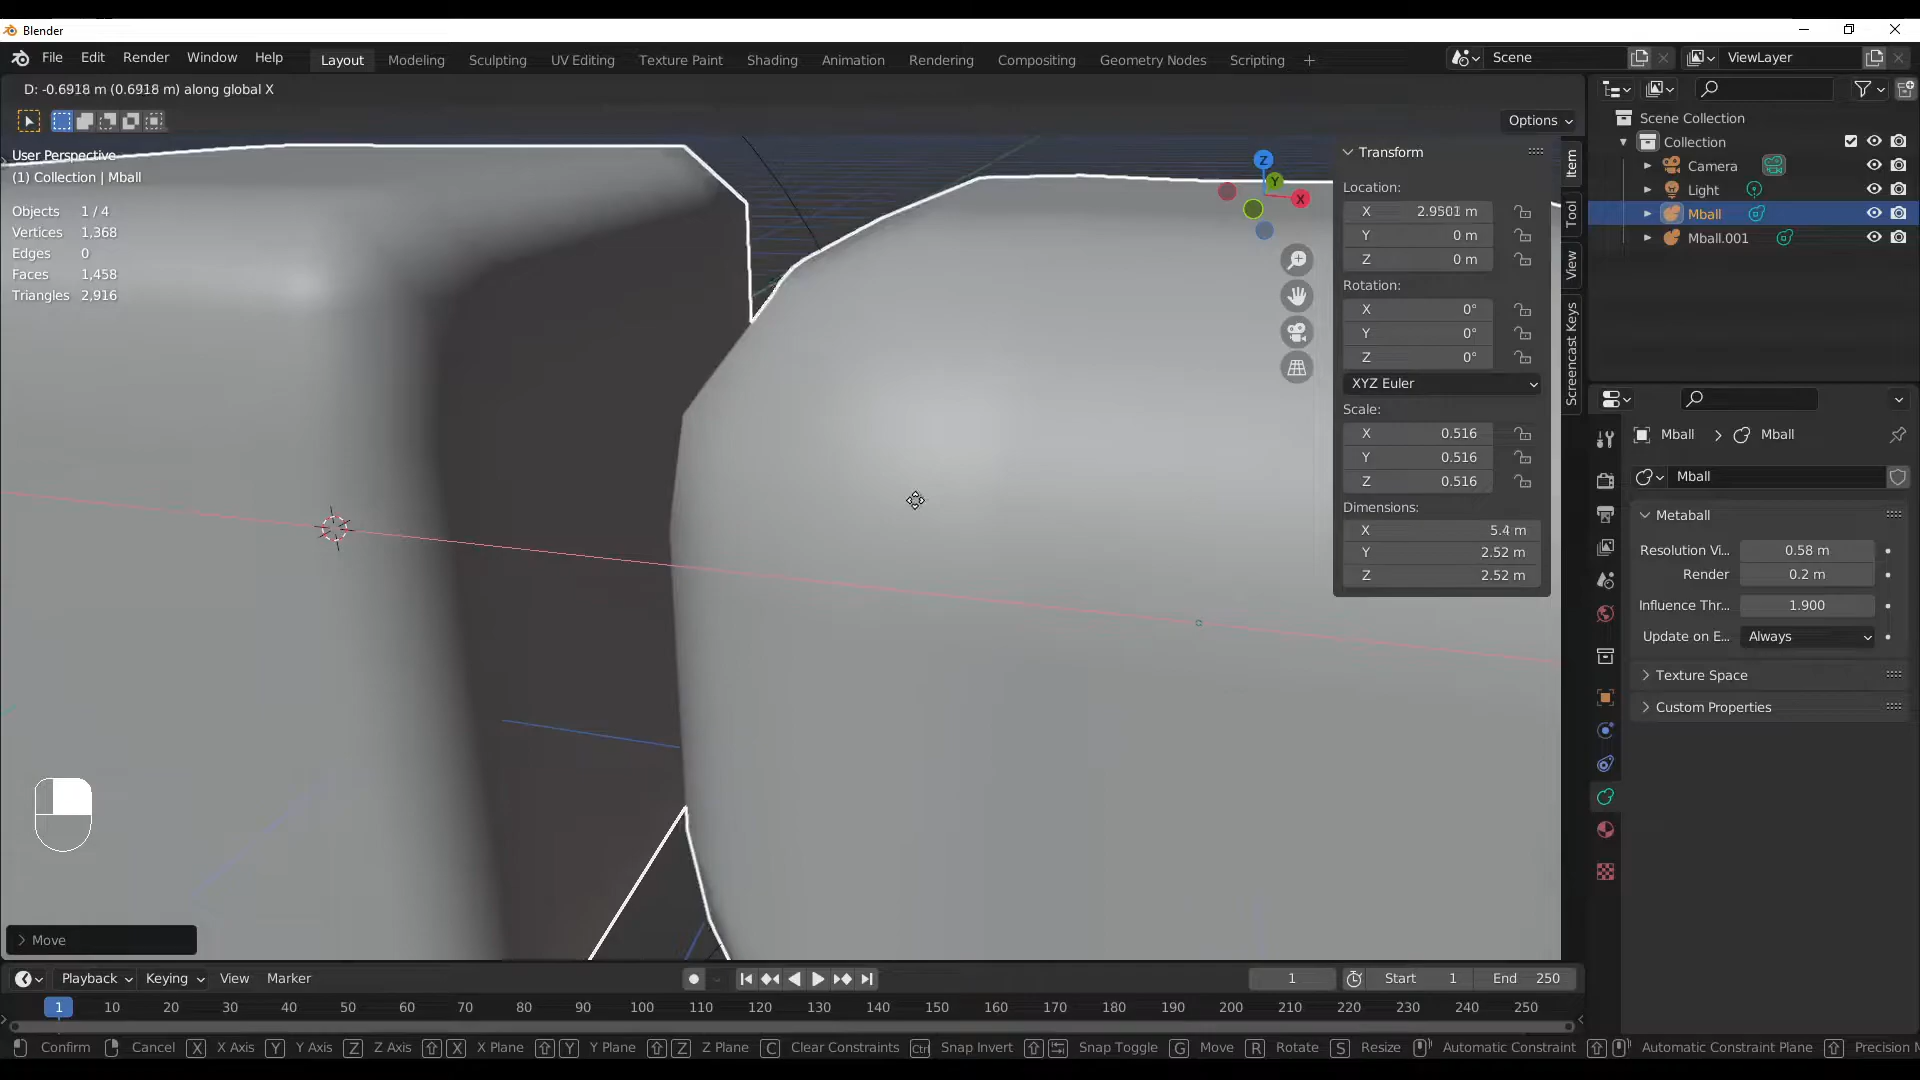 Blender
File Edit Render Window Help
Layout Modeling Sculpting UV Editing Texture Paint Shading Animation Rendering Compositing Geometry Nodes Scripting +
Scene
ViewLayer
D: -0.6918 m (0.6918 m) along global X
Options
User Perspective
(1) Collection | Mball
Objects 1 / 4
Vertices 1,368
Edges 0
Faces 1,458
Triangles 2,916
Z
Y
X
Transform
Location:
X 2.9501 m
Y 0 m
Z 0 m
Rotation:
X 0°
Y 0°
Z 0°
XYZ Euler
Scale:
X 0.516
Y 0.516
Z 0.516
Dimensions:
X 5.4 m
Y 2.52 m
Z 2.52 m
Item
Tool
View
Screencast Keys
Scene Collection
Collection
Camera
Light
Mball
Mball.001
Mball > Mball
Mball
Metaball
Resolution Vi... 0.58 m
Render 0.2 m
Influence Thr... 1.900
Update on E... Always
Texture Space
Custom Properties
Move
Playback Keying View Marker
1
Start 1
End 250
1 10 20 30 40 50 60 70 80 90 100 110 120 130 140 150 160 170 180 190 200 210 220 230 240 250
Confirm Cancel X X Axis Y Y Axis Z Z Axis X X Plane Y Y Plane Z Z Plane C Clear Constraints Ctrl Snap Invert Snap Toggle G Move R Rotate S Resize Automatic Constraint Automatic Constraint Plane Precision M